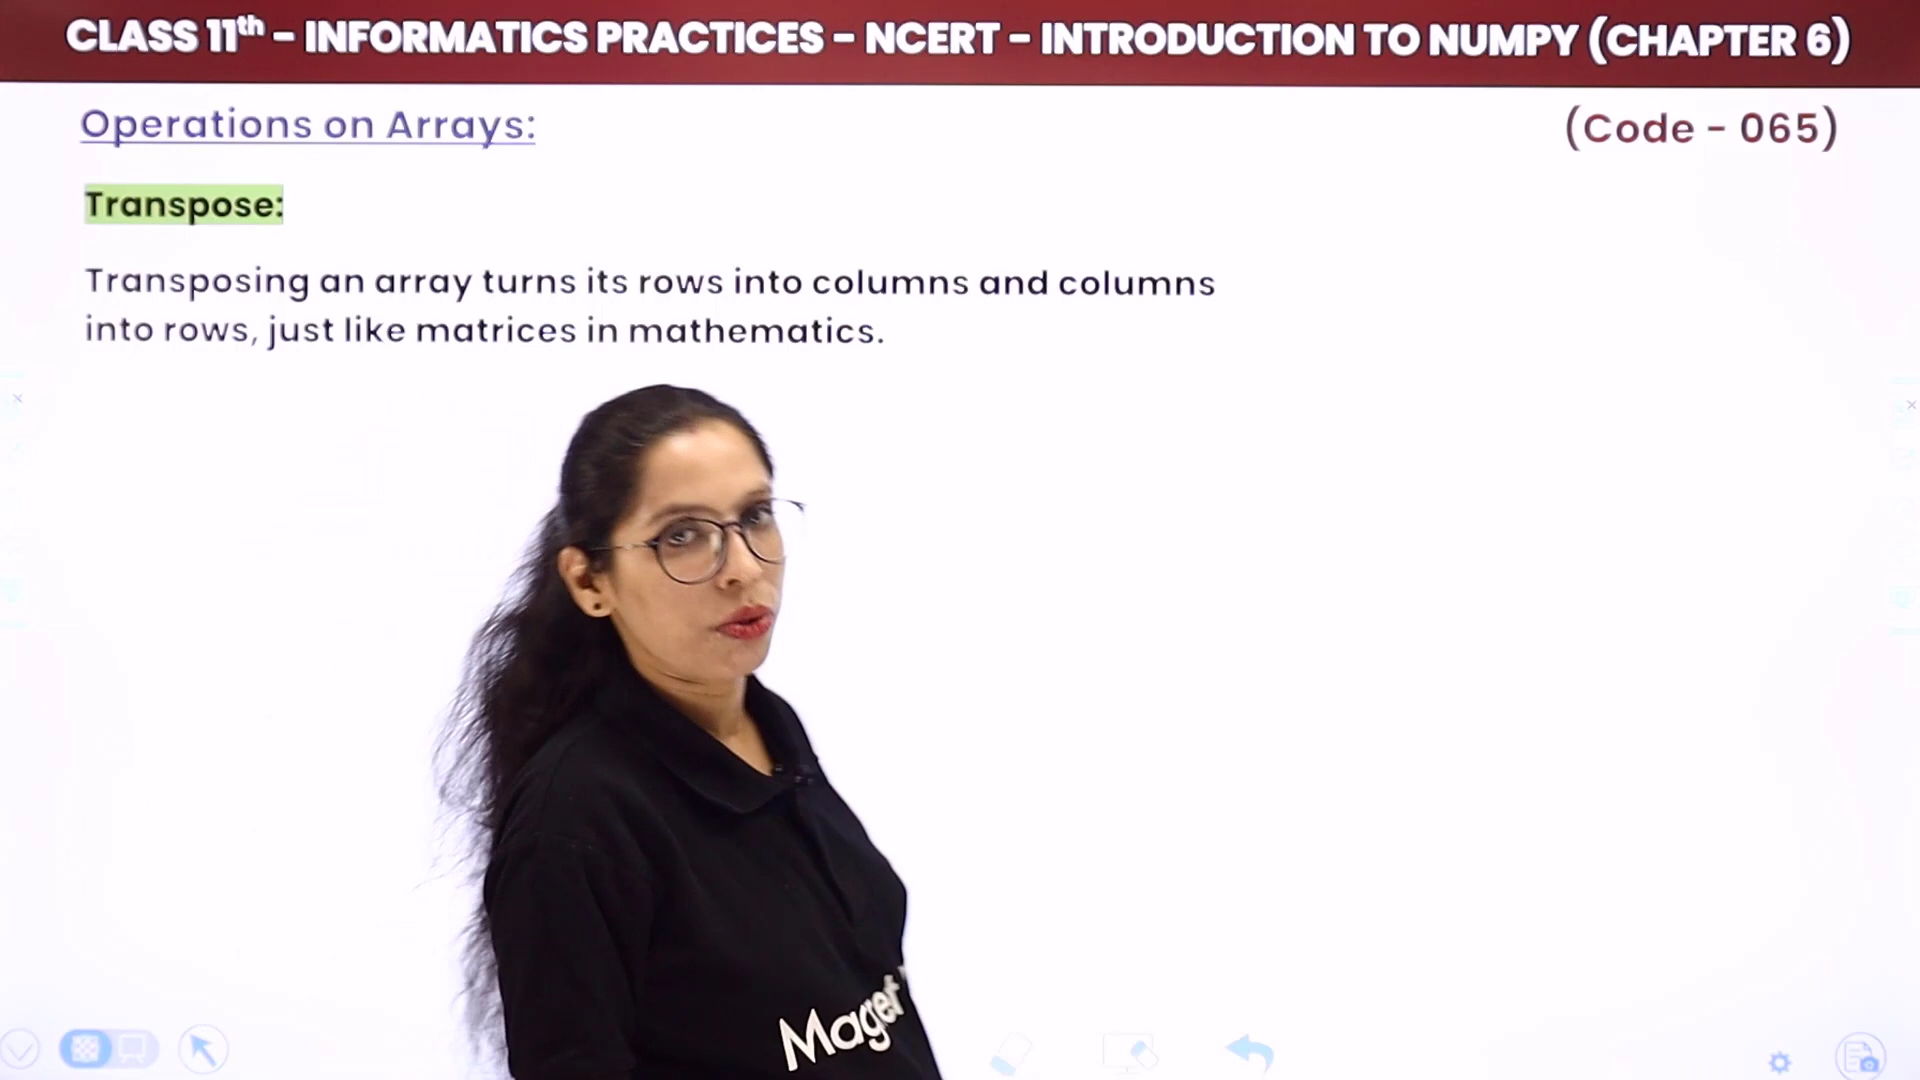 CLASS 11th - INFORMATICS PRACTICES - NCERT - INTRODUCTION TO NUMPY (CHAPTER 6)
Operations on Arrays:
(Code - 065)
Transpose:
Transposing an array turns its rows into columns and columns
into rows, just like matrices in mathematics.